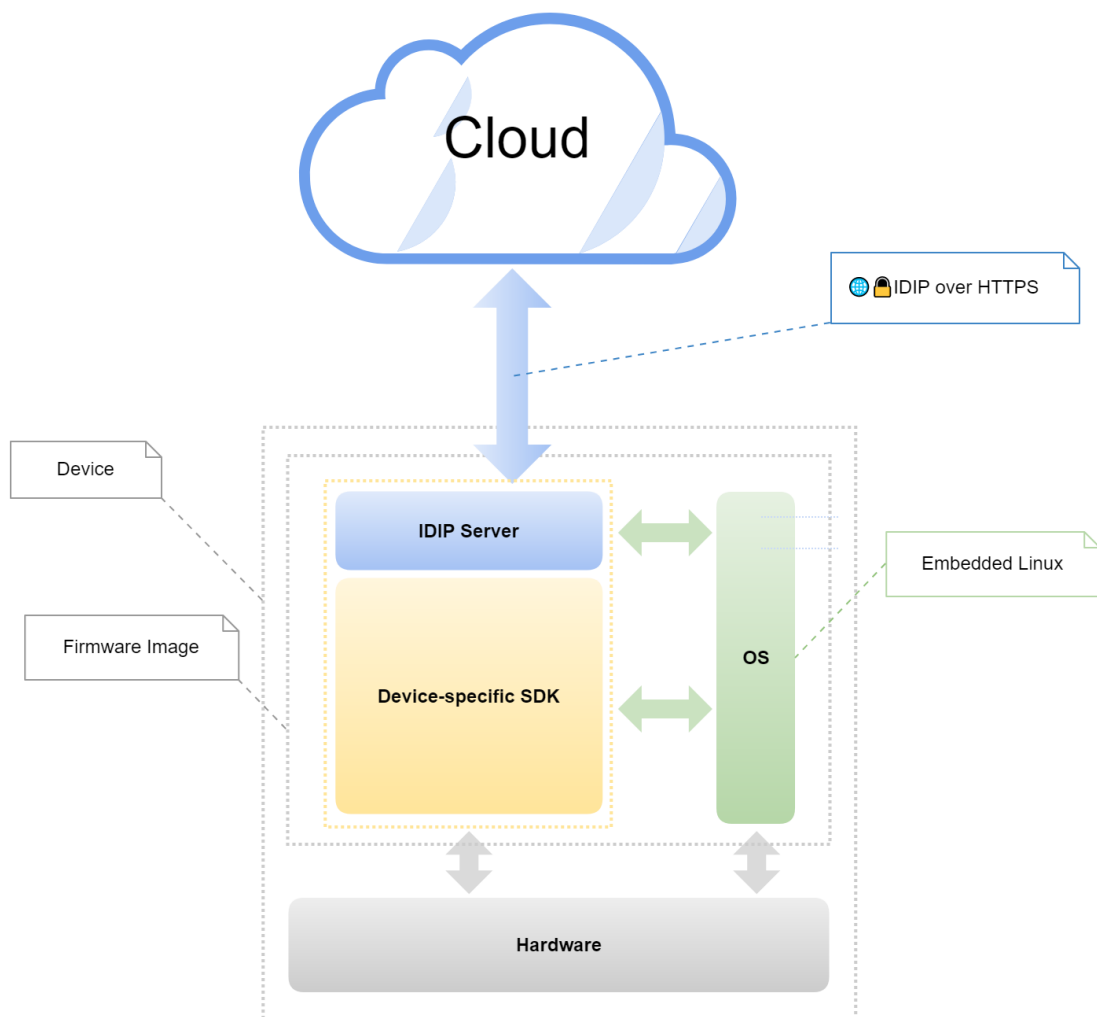 Cloud
IDIP over HTTPS
Device
IDIP Server
Embedded Linux
Firmware Image
OS
Device-specific SDK
Hardware